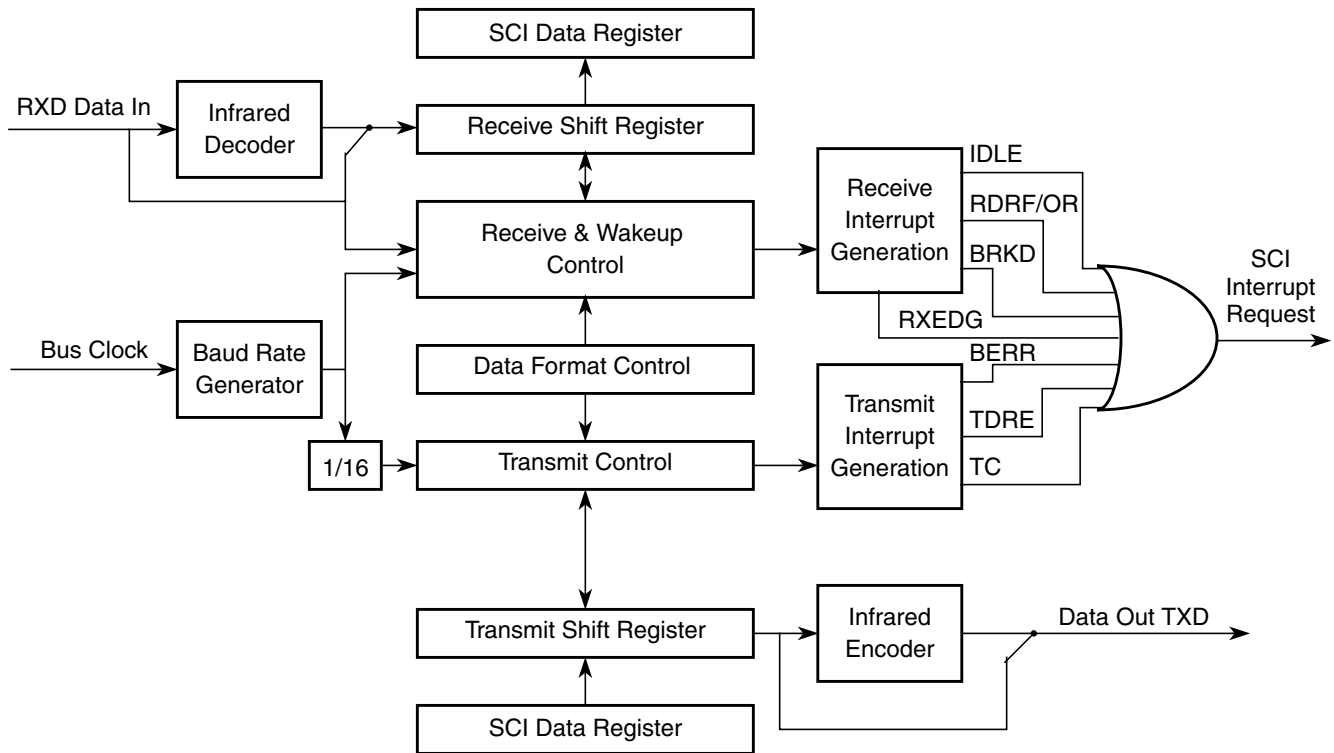 SCI Data Register
RXD Data In
Infrared
Decoder
Receive Shift Register
Receive & Wakeup
Control
Receive
Interrupt
Generation
IDLE
RDRF/OR
BRKD
RXEDG
SCI
Interrupt
Request
Bus Clock
Baud Rate
Generator
Data Format Control
BERR
Transmit
Interrupt
Generation
TDRE
TC
1/16
Transmit Control
Transmit Shift Register
Infrared
Encoder
Data Out TXD
SCI Data Register